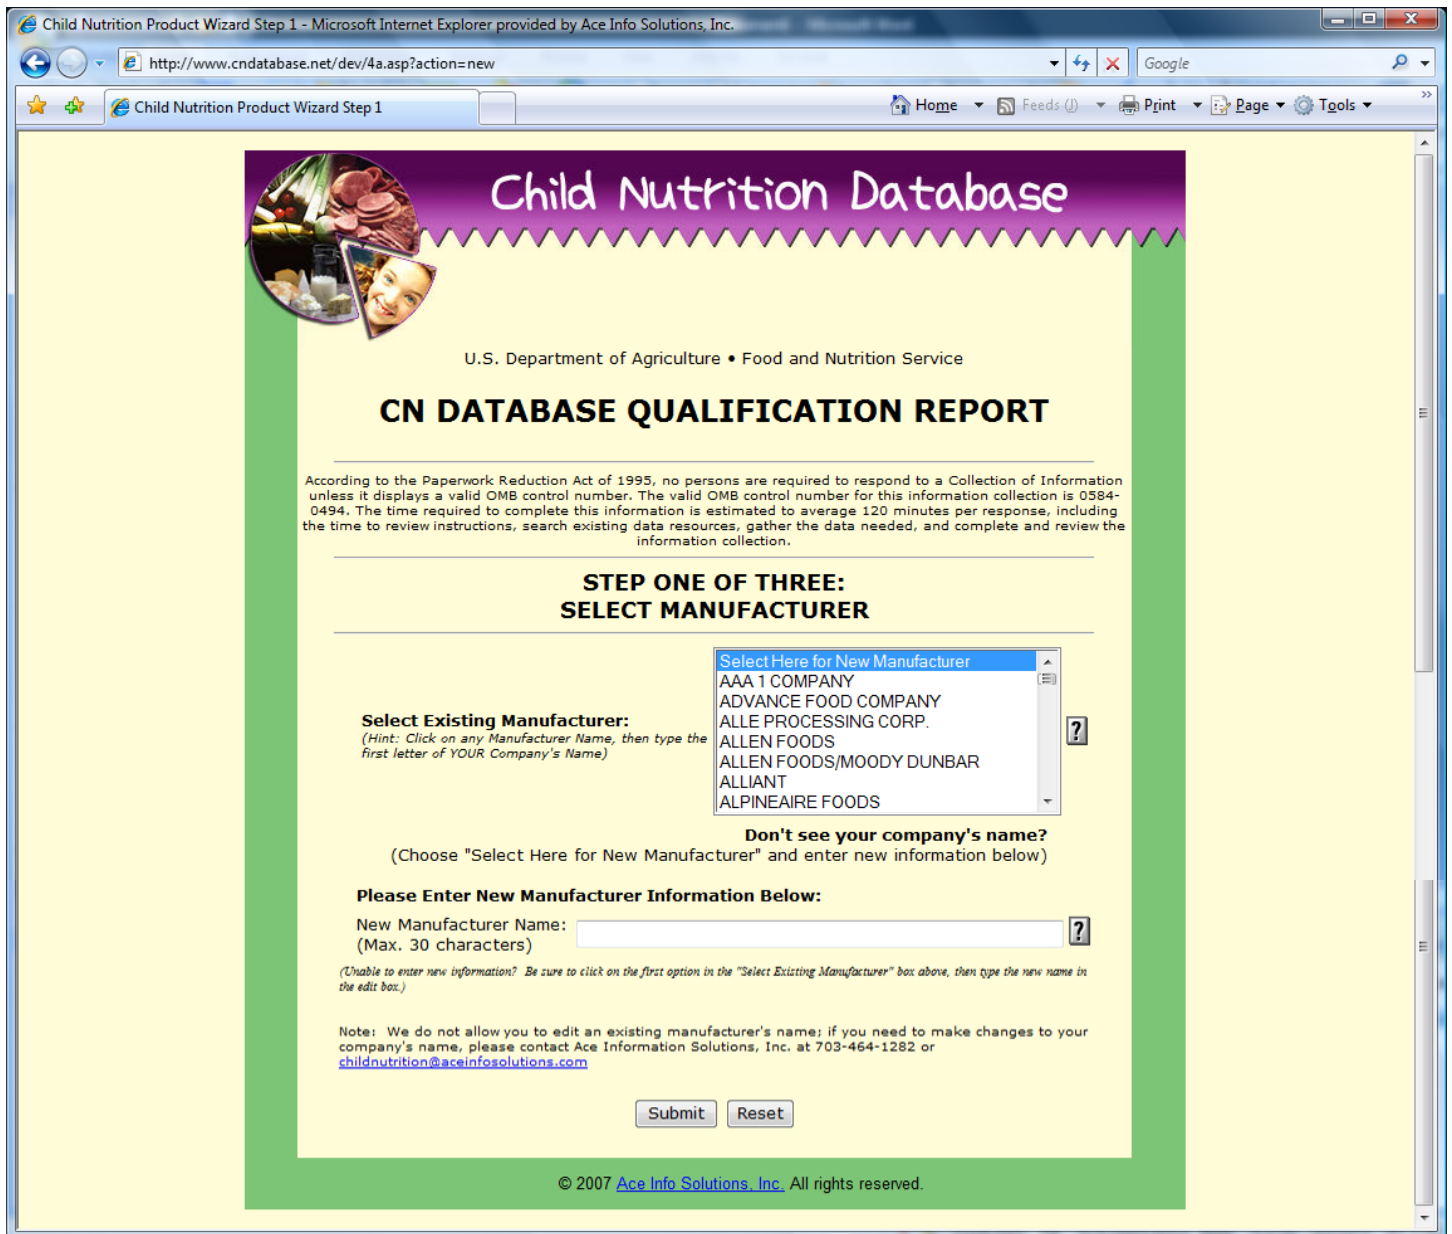 Child Nutrition Product Wizard Step 1 - Microsoft Internet Explorer provided by Ace Info Solutions, Inc.
http://www.cndatabase.net/dev/4a.asp?action=new
Google
Child Nutrition Product Wizard Step 1
Home
Feeds (J)
Print
Page
Tools
Child Nutrition Database
U.S. Department of Agriculture • Food and Nutrition Service
CN DATABASE QUALIFICATION REPORT
According to the Paperwork Reduction Act of 1995, no persons are required to respond to a Collection of Information
unless it displays a valid OMB control number. The valid OMB control number for this information collection is 0584-
0494. The time required to complete this information is estimated to average 120 minutes per response, including
the time to review instructions, search existing data resources, gather the data needed, and complete and review the
information collection.
STEP ONE OF THREE:
SELECT MANUFACTURER
Select Existing Manufacturer:
(Hint: Click on any Manufacturer Name, then type the
first letter of YOUR Company's Name)
Select Here for New Manufacturer
AAA 1 COMPANY
ADVANCE FOOD COMPANY
ALLE PROCESSING CORP.
ALLEN FOODS
ALLEN FOODS/MOODY DUNBAR
ALLIANT
ALPINEAIRE FOODS
?
Don't see your company's name?
(Choose "Select Here for New Manufacturer" and enter new information below)
Please Enter New Manufacturer Information Below:
New Manufacturer Name:
(Max. 30 characters)
?
(Unable to enter new information? Be sure to click on the first option in the "Select Existing Manufacturer" box above, then type the new name in
the edit box.)
Note: We do not allow you to edit an existing manufacturer's name; if you need to make changes to your
company's name, please contact Ace Information Solutions, Inc. at 703-464-1282 or
childnutrition@aceinfosolutions.com
Submit
Reset
© 2007 Ace Info Solutions, Inc. All rights reserved.